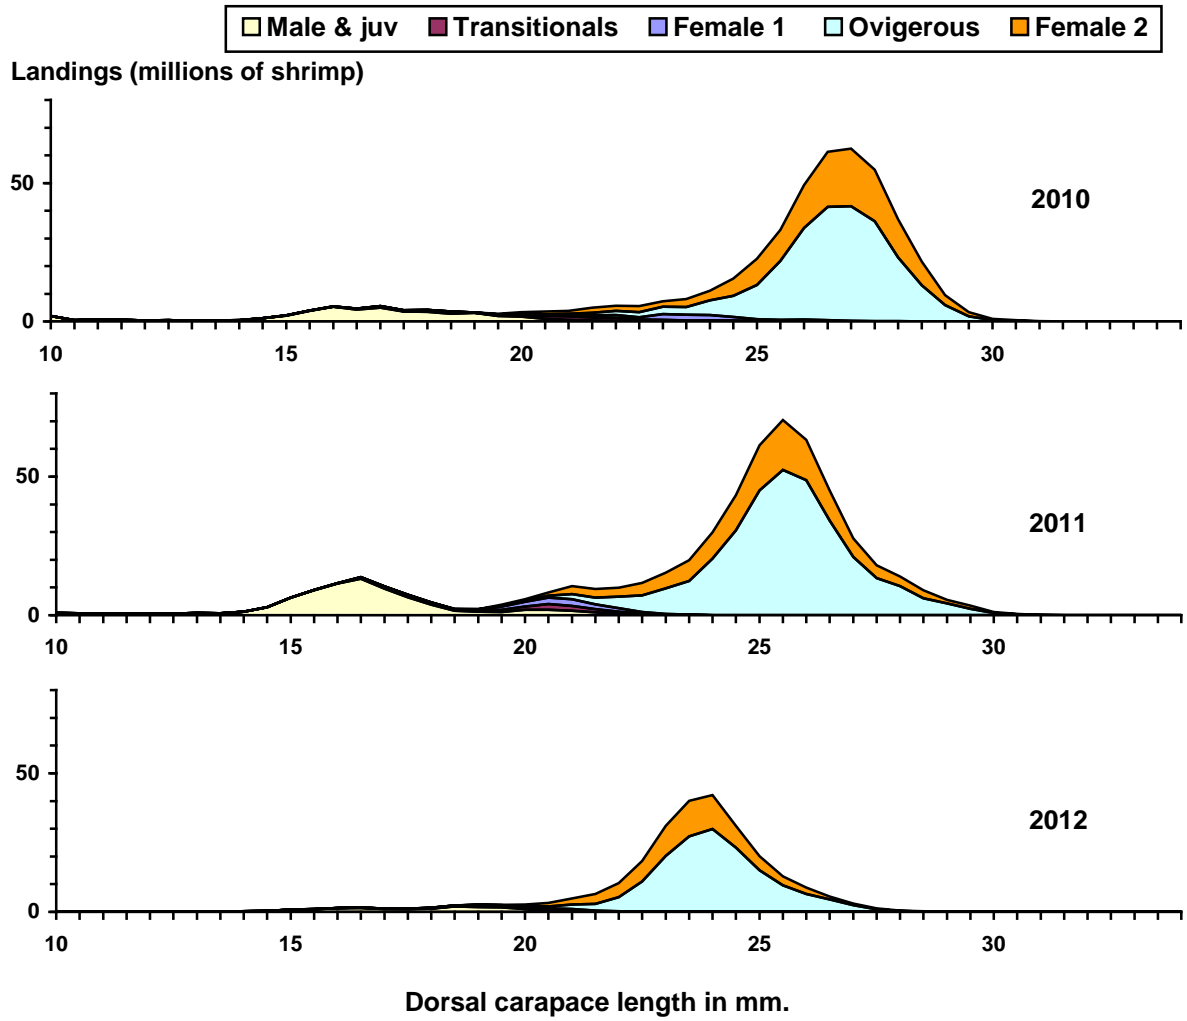 Male & juv Transitionals Female 1 Ovigerous Female 2
Landings (millions of shrimp)
50
2010
0
10 15 20 25 30
50
2011
0
10 15 20 25 30
50
2012
0
10 15 20 25 30
Dorsal carapace length in mm.